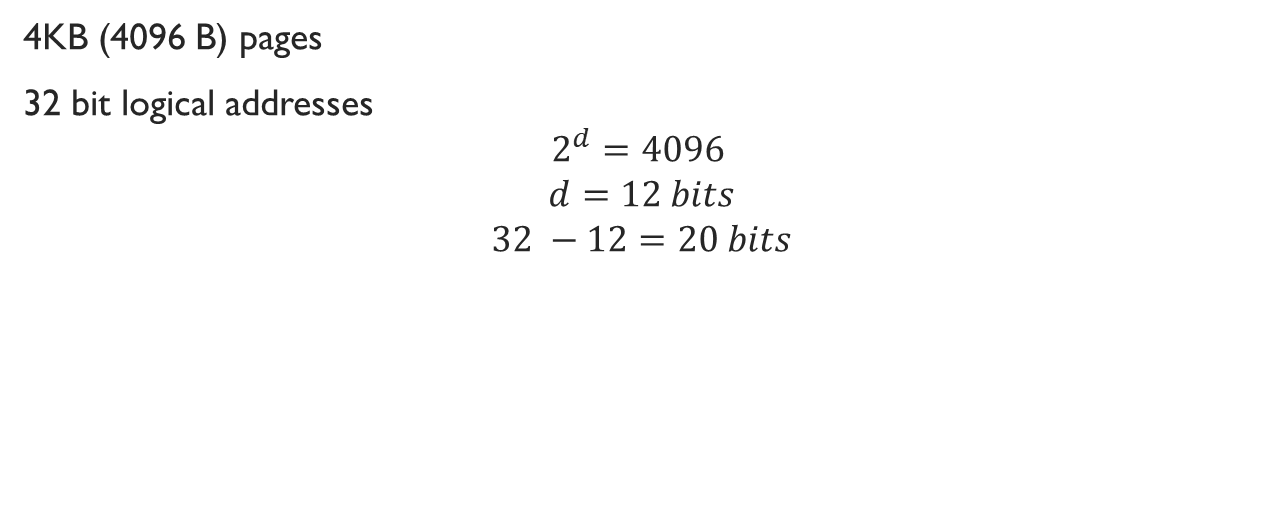 4KB (4096 B) pages
32 bit logical addresses
2^d = 4096
d = 12 bits
32 − 12 = 20 bits